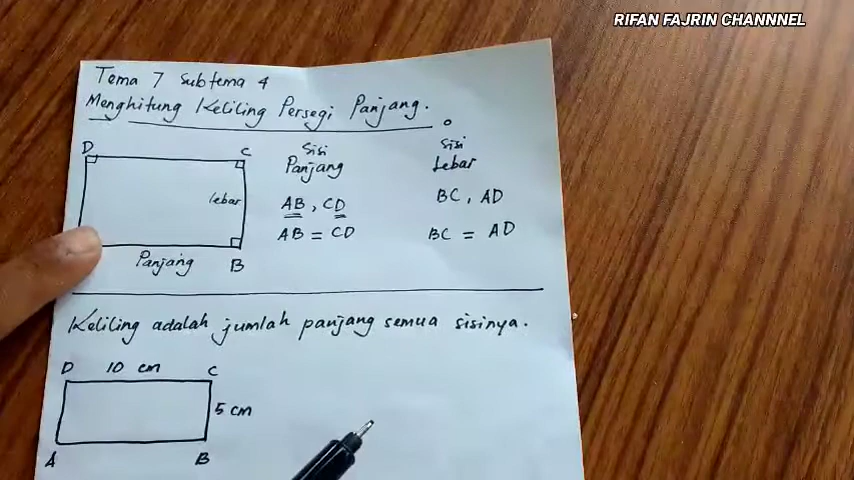 RIFAN FAJRIN CHANNNEL
Tema 7 Subtema 4
Menghitung Keliling Persegi Panjang.
D C
lebar
Panjang B
Sisi
Panjang
AB, CD
AB = CD
Sisi
Lebar
BC, AD
BC = AD
Keliling adalah jumlah panjang semua sisinya.
D 10 cm C
5 cm
A B